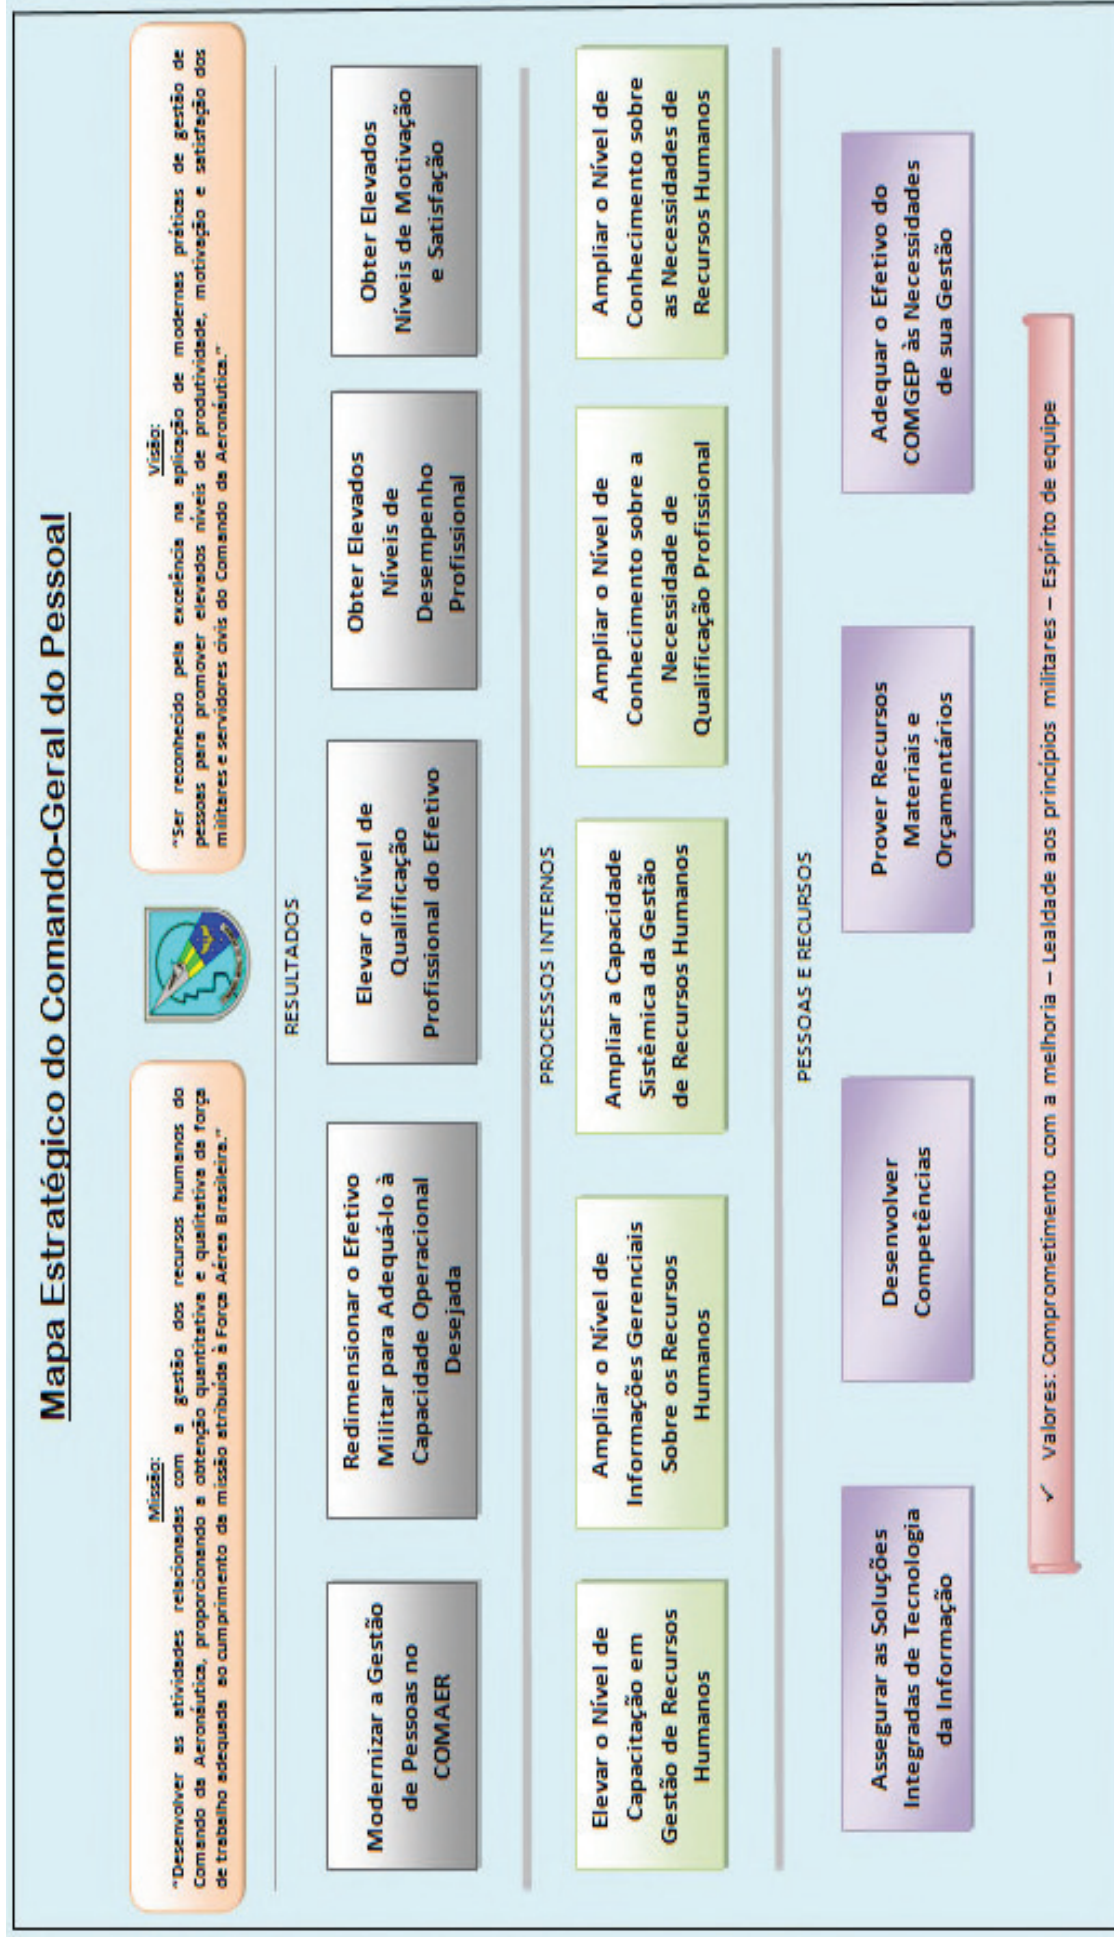 Mapa Estratégico do Comando-Geral do Pessoal
Missão:
"Desenvolver as atividades relacionadas com a gestão dos recursos humanos do
Comando da Aeronáutica, proporcionando a obtenção quantitativa e qualitativa da força
de trabalho adequada ao cumprimento da missão atribuída à Força Aérea Brasileira."
Visão:
"Ser reconhecido pela excelência na aplicação de modernas práticas de gestão de
pessoas para promover elevados níveis de produtividade, motivação e satisfação dos
militares e servidores civis do Comando da Aeronáutica."
RESULTADOS
Modernizar a Gestão
de Pessoas no
COMAER
Redimensionar o Efetivo
Militar para Adequá-lo à
Capacidade Operacional
Desejada
Elevar o Nível de
Qualificação
Profissional do Efetivo
Obter Elevados
Níveis de
Desempenho
Profissional
Obter Elevados
Níveis de Motivação
e Satisfação
PROCESSOS INTERNOS
Elevar o Nível de
Capacitação em
Gestão de Recursos
Humanos
Ampliar o Nível de
Informações Gerenciais
Sobre os Recursos
Humanos
Ampliar a Capacidade
Sistêmica da Gestão
de Recursos Humanos
Ampliar o Nível de
Conhecimento sobre a
Necessidade de
Qualificação Profissional
Ampliar o Nível de
Conhecimento sobre
as Necessidades de
Recursos Humanos
PESSOAS E RECURSOS
Assegurar as Soluções
Integradas de Tecnologia
da Informação
Desenvolver
Competências
Prover Recursos
Materiais e
Orçamentários
Adequar o Efetivo do
COMGEP às Necessidades
de sua Gestão
✓ Valores: Comprometimento com a melhoria – Lealdade aos princípios militares – Espírito de equipe